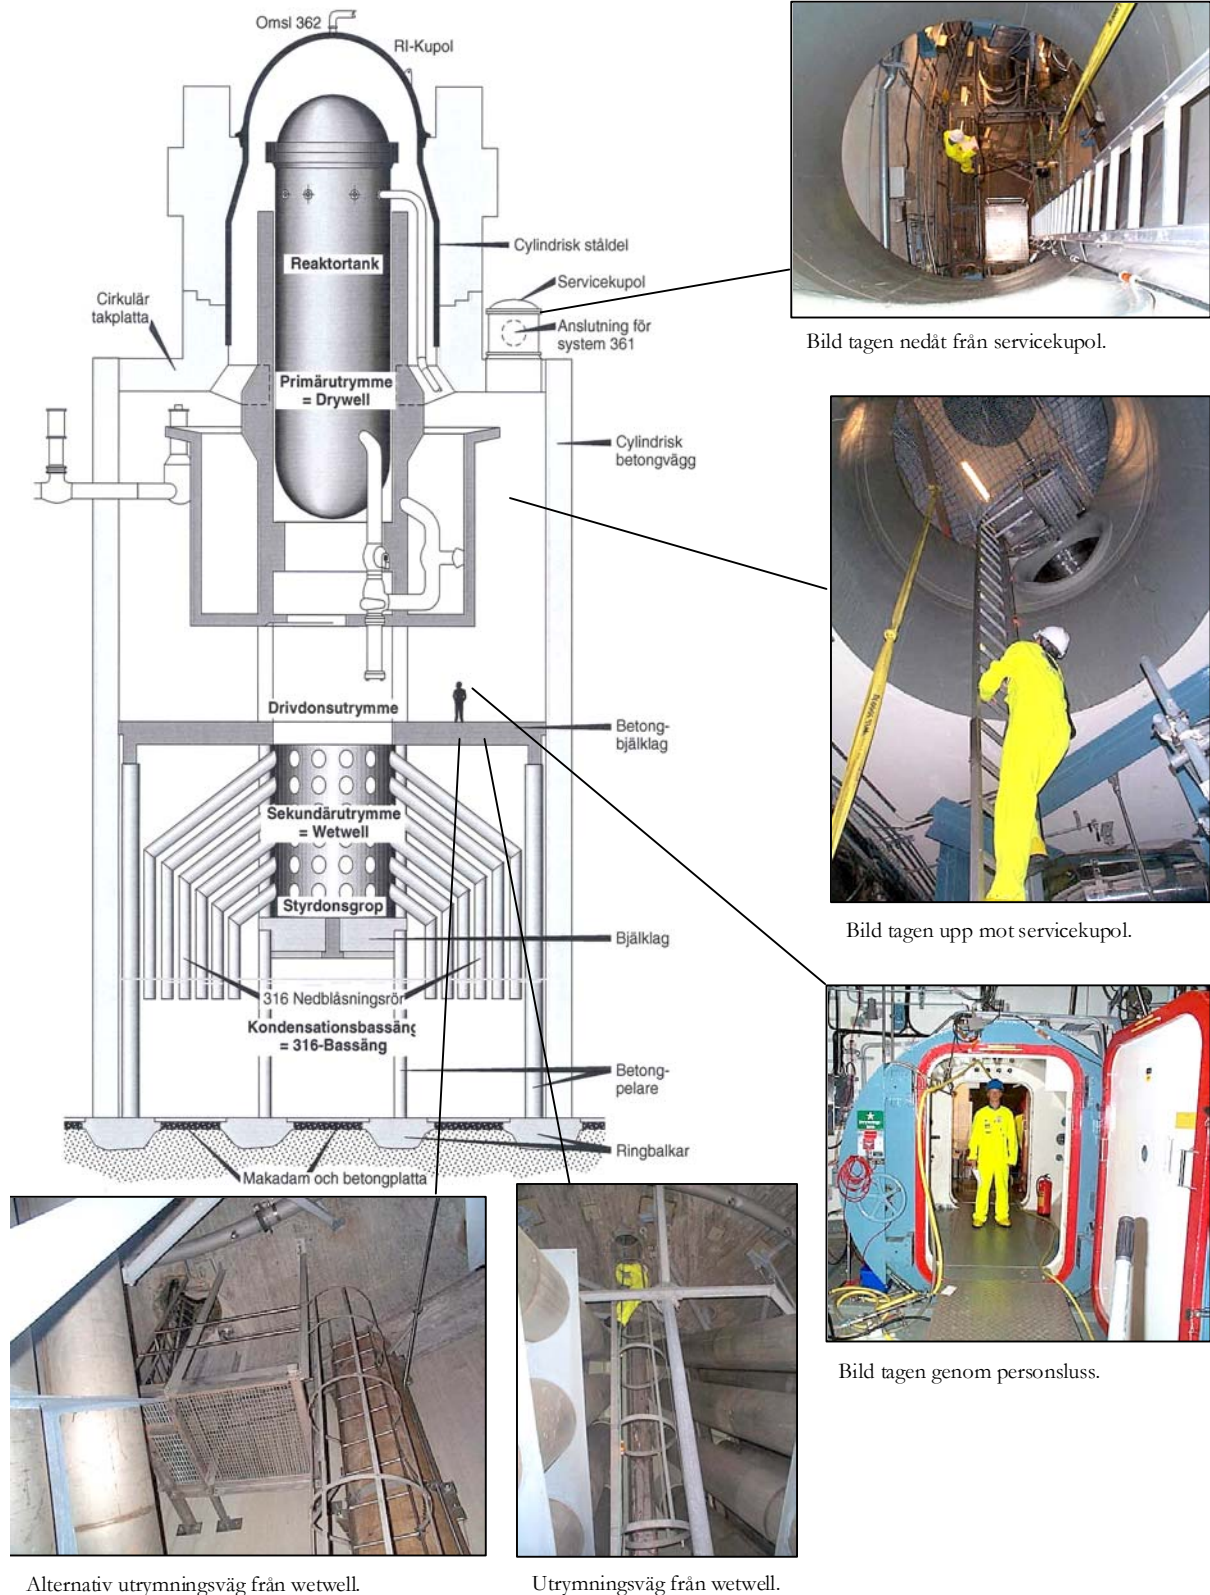 Omsl 362
RI-Kupol
Cylindrisk ståldel
Reaktortank
Servicekupol
Cirkulär
takplatta
Anslutning för
system 361
Bild tagen nedåt från servicekupol.
Primärutrymme
= Drywell
Cylindrisk
betongvägg
Drivdonsutrymme
Betong-
bjälklag
Sekundärutrymme
= Wetwell
Styrdonsgrop
Bild tagen upp mot servicekupol.
Bjälklag
316 Nedblåsningsrör
Kondensationsbassäng
= 316-Bassäng
Betong-
pelare
Ringbalkar
Makadam och betongplatta
Bild tagen genom personsluss.
Alternativ utrymningsväg från wetwell.
Utrymningsväg från wetwell.